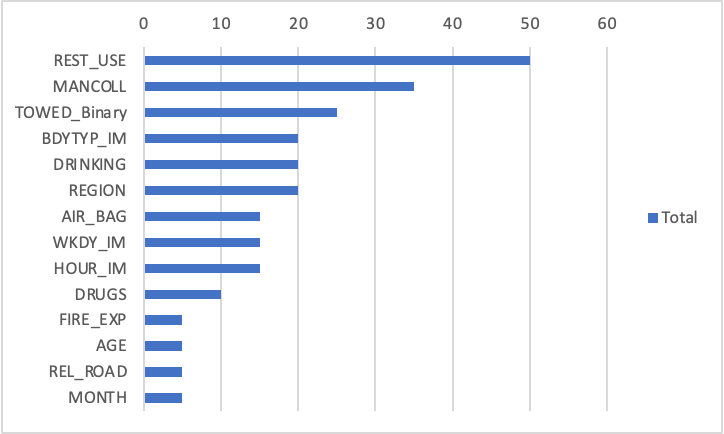 0 10 20 30 40 50 60
REST_USE
MANCOLL
TOWED_Binary
BDYTYP_IM
DRINKING
REGION
AIR_BAG
WKDY_IM
HOUR_IM
DRUGS
FIRE_EXP
AGE
REL_ROAD
MONTH
Total